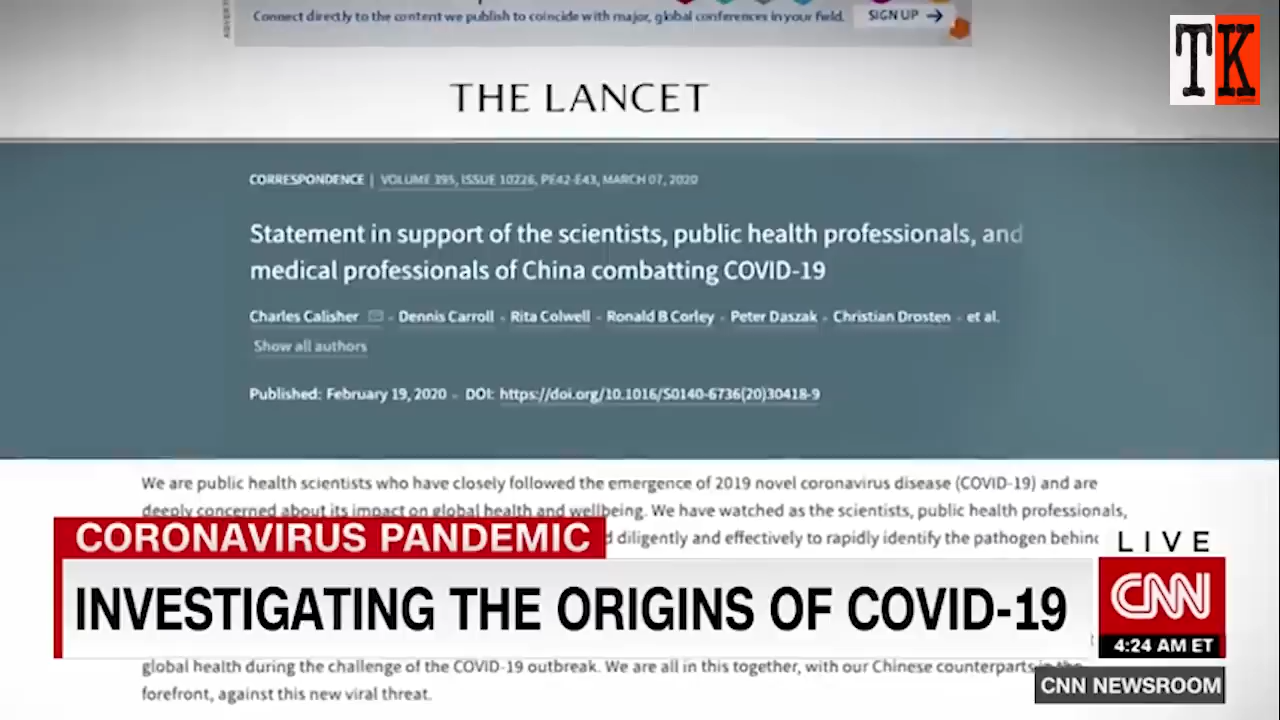 Connect directly to the content we publish to coincide with major, global conferences in your field.
SIGN UP →
TK
THE LANCET
CORRESPONDENCE | VOLUME 395, ISSUE 10226, PE42-E43, MARCH 07, 2020
Statement in support of the scientists, public health professionals, and
medical professionals of China combatting COVID-19
Charles Calisher · Dennis Carroll · Rita Colwell · Ronald B Corley · Peter Daszak · Christian Drosten · et al.
Show all authors
Published: February 19, 2020 · DOI: https://doi.org/10.1016/S0140-6736(20)30418-9
We are public health scientists who have closely followed the emergence of 2019 novel coronavirus disease (COVID-19) and are
deeply concerned about its impact on global health and wellbeing. We have watched as the scientists, public health professionals,
diligently and effectively to rapidly identify the pathogen behind
CORONAVIRUS PANDEMIC
LIVE
INVESTIGATING THE ORIGINS OF COVID-19
CNN
4:24 AM ET
global health during the challenge of the COVID-19 outbreak. We are all in this together, with our Chinese counterparts in the
forefront, against this new viral threat.
CNN NEWSROOM